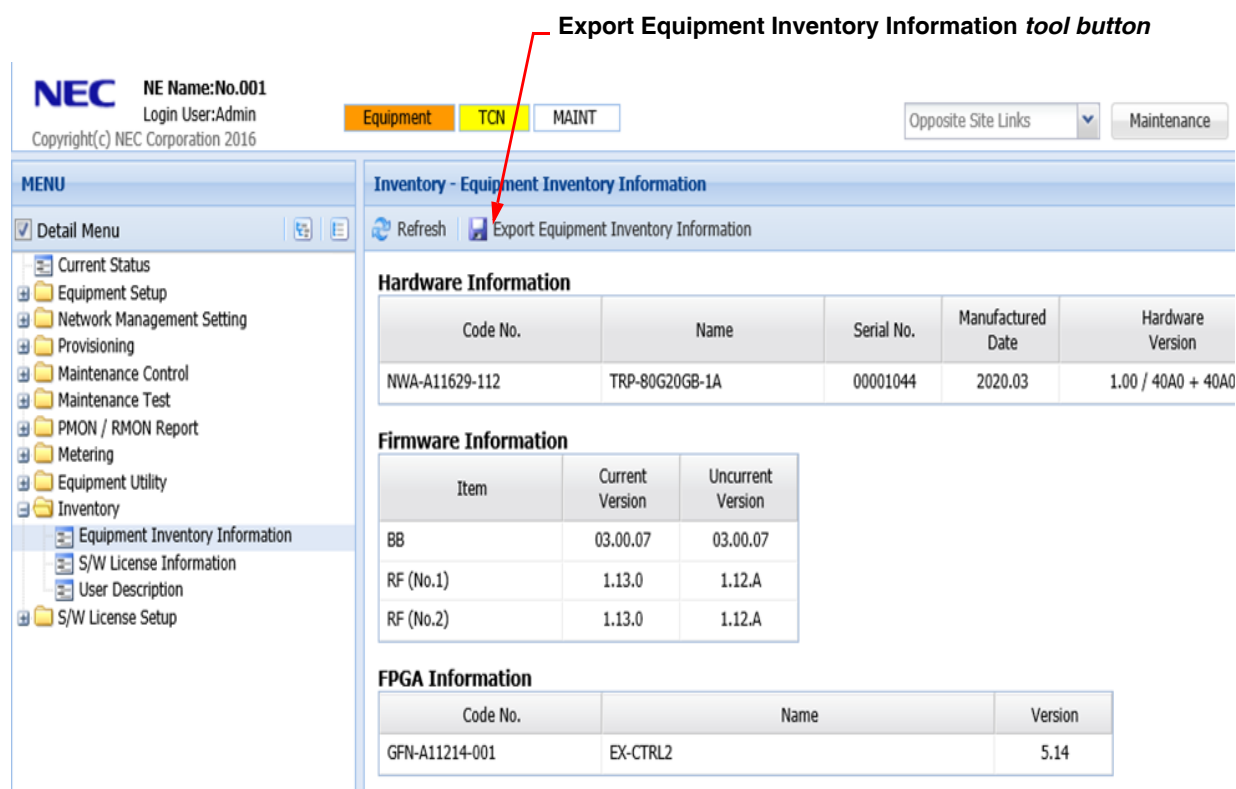 Export Equipment Inventory Information tool button
NEC
NE Name:No.001
Login User:Admin
Copyright(c) NEC Corporation 2016
Equipment TCN MAINT
Opposite Site Links
Maintenance
MENU
Detail Menu
Current Status
Equipment Setup
Network Management Setting
Provisioning
Maintenance Control
Maintenance Test
PMON / RMON Report
Metering
Equipment Utility
Inventory
Equipment Inventory Information
S/W License Information
User Description
S/W License Setup
Inventory - Equipment Inventory Information
Refresh Export Equipment Inventory Information
Hardware Information
Code No. Name Serial No. Manufactured Date Hardware Version
NWA-A11629-112 TRP-80G20GB-1A 00001044 2020.03 1.00 / 40A0 + 40A0
Firmware Information
Item Current Version Uncurrent Version
BB 03.00.07 03.00.07
RF (No.1) 1.13.0 1.12.A
RF (No.2) 1.13.0 1.12.A
FPGA Information
Code No. Name Version
GFN-A11214-001 EX-CTRL2 5.14